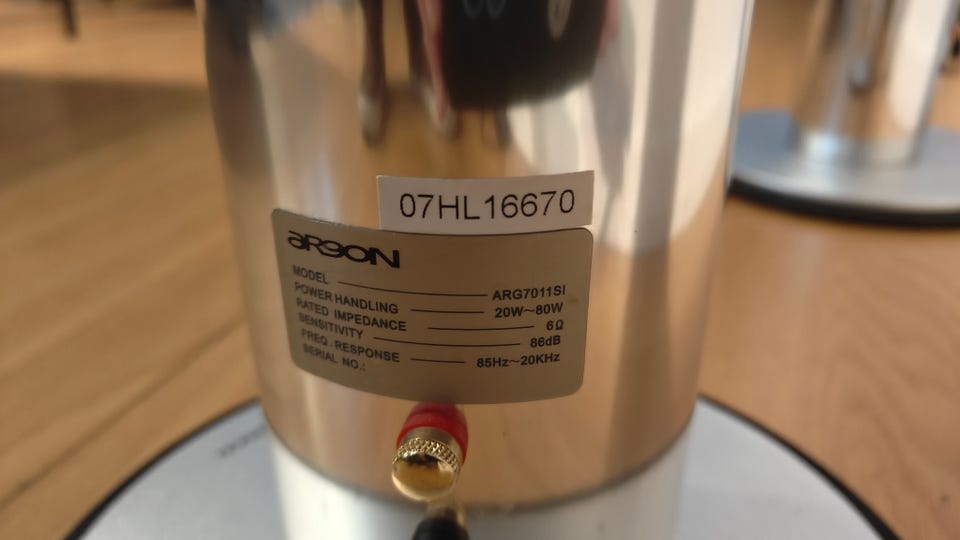 07HL16670
ARGON
MODEL ARG7011SI
POWER HANDLING 20W~80W
RATED IMPEDANCE 6Ω
SENSITIVITY 86dB
FREQ. RESPONSE 85Hz~20KHz
SERIAL NO.: